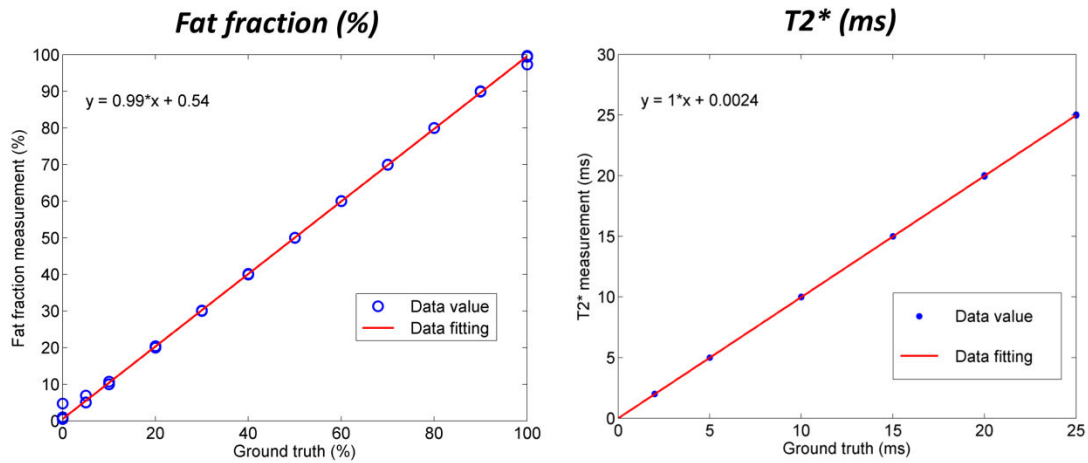 Fat fraction (%)
y = 0.99*x + 0.54
Fat fraction measurement (%)
100
90
80
70
60
50
40
30
20
10
0
0
20
40
60
80
100
Ground truth (%)
Data value
Data fitting
T2* (ms)
y = 1*x + 0.0024
T2* measurement (ms)
30
25
20
15
10
5
0
0
5
10
15
20
25
Ground truth (ms)
Data value
Data fitting